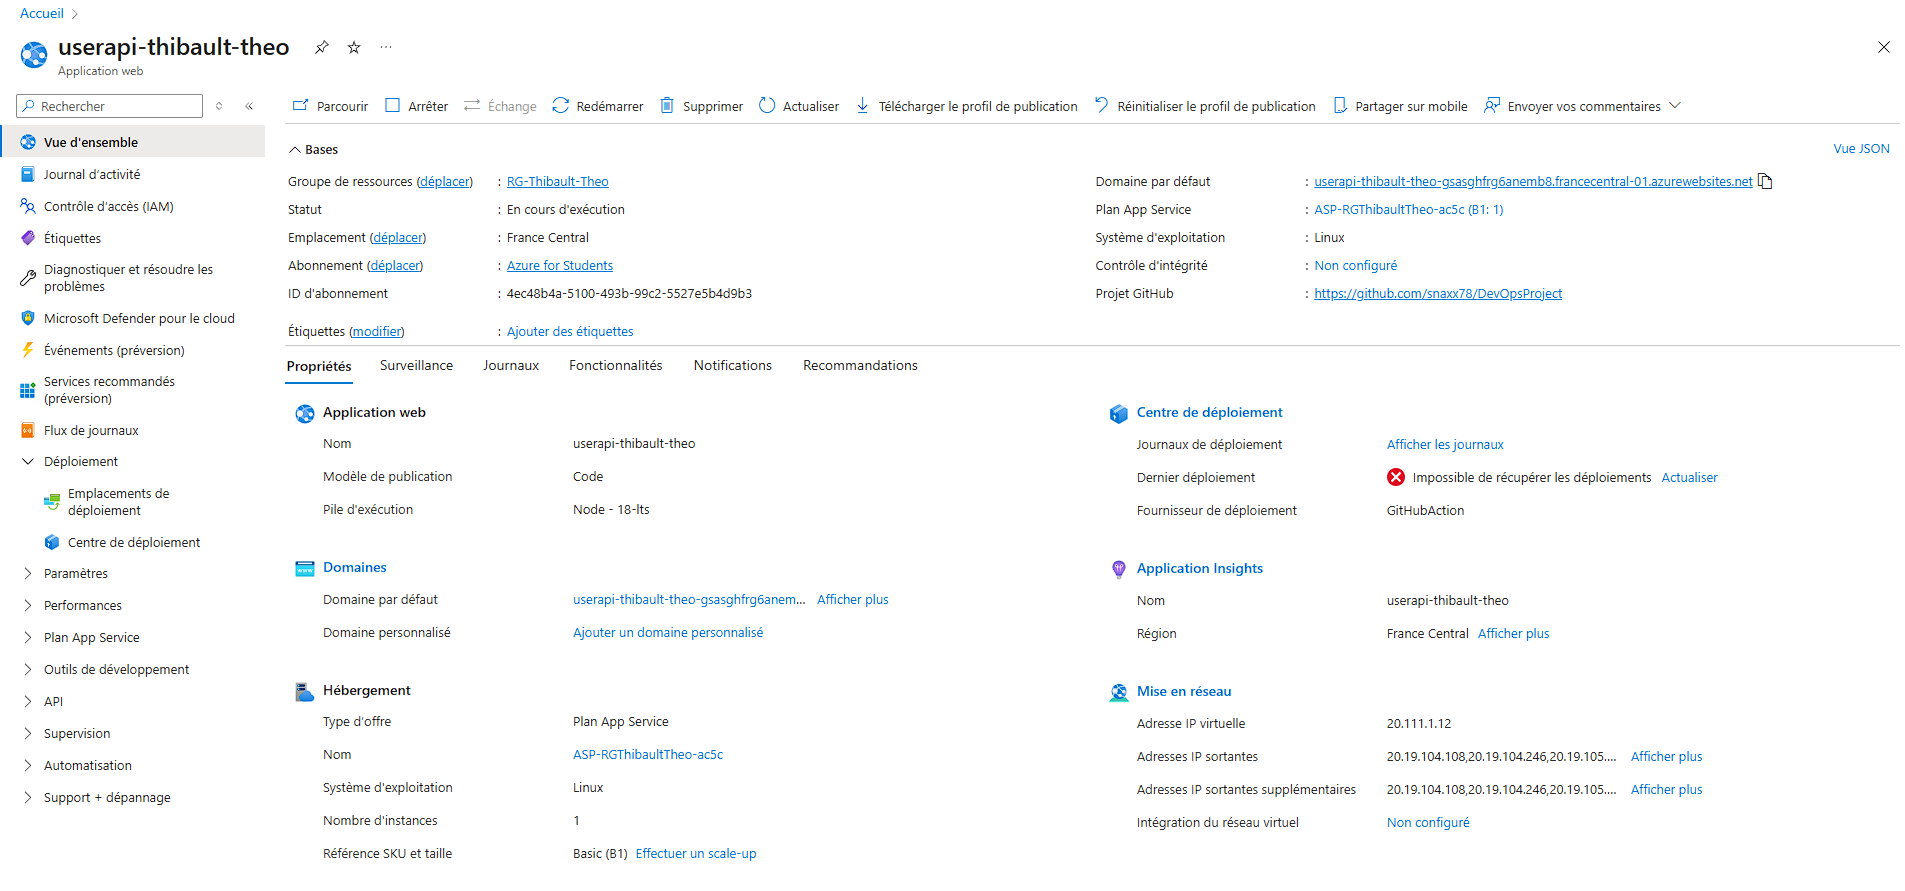 Accueil
userapi-thibault-theo
Application web
Rechercher
Parcourir Arrêter Échange Redémarrer Supprimer Actualiser Télécharger le profil de publication Réinitialiser le profil de publication Partager sur mobile Envoyer vos commentaires
Vue d'ensemble
Journal d'activité
Contrôle d'accès (IAM)
Étiquettes
Diagnostiquer et résoudre les
problèmes
Microsoft Defender pour le cloud
Événements (préversion)
Services recommandés
(préversion)
Flux de journaux
Déploiement
Emplacements de
déploiement
Centre de déploiement
Paramètres
Performances
Plan App Service
Outils de développement
API
Supervision
Automatisation
Support + dépannage
Bases
Vue JSON
Groupe de ressources (déplacer) : RG-Thibault-Theo
Statut : En cours d'exécution
Emplacement (déplacer) : France Central
Abonnement (déplacer) : Azure for Students
ID d'abonnement : 4ec48b4a-5100-493b-99c2-5527e5b4d9b3
Étiquettes (modifier) : Ajouter des étiquettes
Domaine par défaut : userapi-thibault-theo-gsasghfrg6anemb8.francecentral-01.azurewebsites.net
Plan App Service : ASP-RGThibaultTheo-ac5c (B1: 1)
Système d'exploitation : Linux
Contrôle d'intégrité : Non configuré
Projet GitHub : https://github.com/snaxx78/DevOpsProject
Propriétés Surveillance Journaux Fonctionnalités Notifications Recommandations
Application web
Nom userapi-thibault-theo
Modèle de publication Code
Pile d'exécution Node - 18-lts
Domaines
Domaine par défaut userapi-thibault-theo-gsasghfrg6anem... Afficher plus
Domaine personnalisé Ajouter un domaine personnalisé
Hébergement
Type d'offre Plan App Service
Nom ASP-RGThibaultTheo-ac5c
Système d'exploitation Linux
Nombre d'instances 1
Référence SKU et taille Basic (B1) Effectuer un scale-up
Centre de déploiement
Journaux de déploiement Afficher les journaux
Dernier déploiement Impossible de récupérer les déploiements Actualiser
Fournisseur de déploiement GitHubAction
Application Insights
Nom userapi-thibault-theo
Région France Central Afficher plus
Mise en réseau
Adresse IP virtuelle 20.111.1.12
Adresses IP sortantes 20.19.104.108,20.19.104.246,20.19.105.... Afficher plus
Adresses IP sortantes supplémentaires 20.19.104.108,20.19.104.246,20.19.105.... Afficher plus
Intégration du réseau virtuel Non configuré